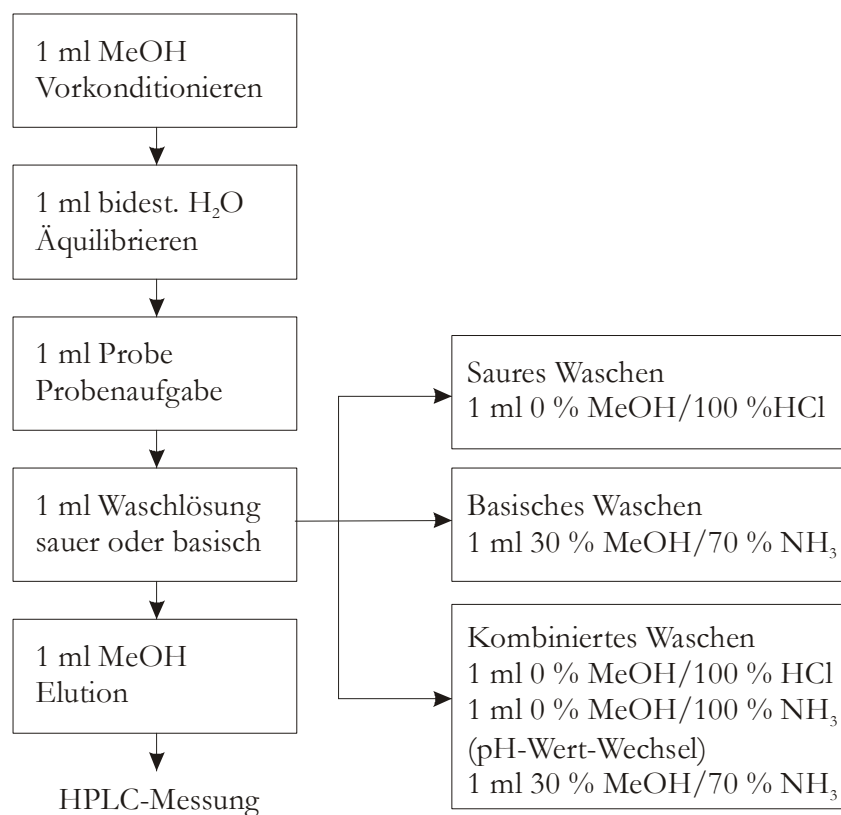 1 ml MeOH
Vorkonditionieren
1 ml bidest. H₂O
Äquilibrieren
1 ml Probe
Probenaufgabe
1 ml Waschlösung
sauer oder basisch
1 ml MeOH
Elution
HPLC-Messung
Saures Waschen
1 ml 0 % MeOH/100 %HCl
Basisches Waschen
1 ml 30 % MeOH/70 % NH₃
Kombiniertes Waschen
1 ml 0 % MeOH/100 % HCl
1 ml 0 % MeOH/100 % NH₃
(pH-Wert-Wechsel)
1 ml 30 % MeOH/70 % NH₃